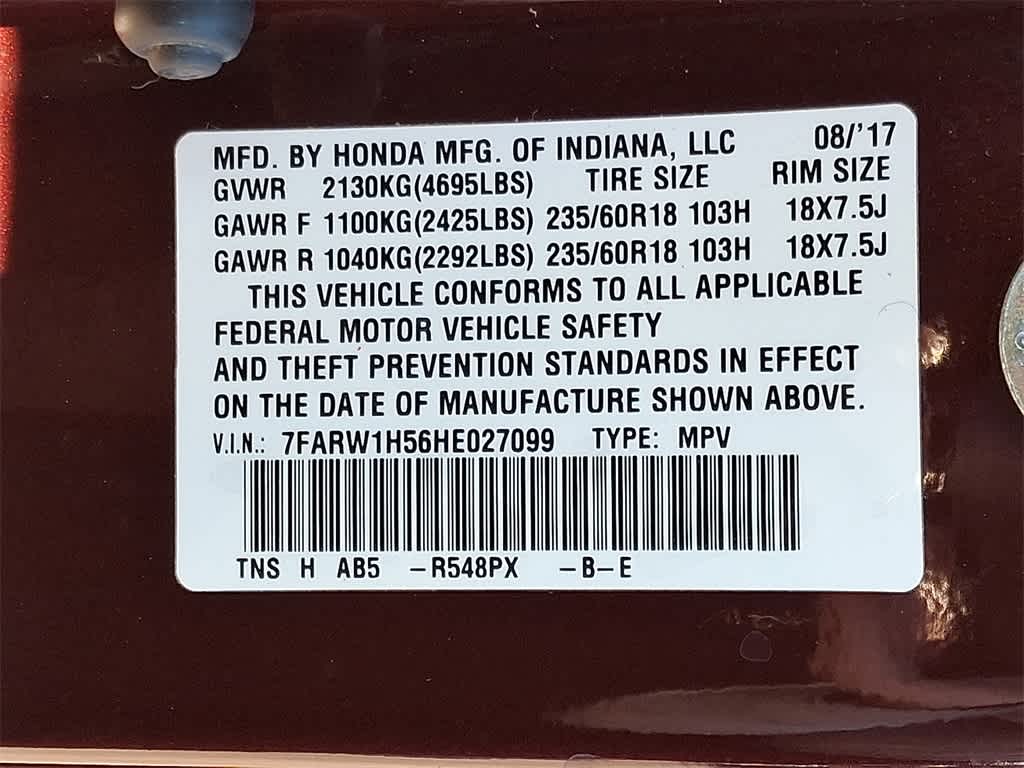 MFD. BY HONDA MFG. OF INDIANA, LLC 08/'17
GVWR 2130KG(4695LBS) TIRE SIZE RIM SIZE
GAWR F 1100KG(2425LBS) 235/60R18 103H 18X7.5J
GAWR R 1040KG(2292LBS) 235/60R18 103H 18X7.5J
THIS VEHICLE CONFORMS TO ALL APPLICABLE
FEDERAL MOTOR VEHICLE SAFETY
AND THEFT PREVENTION STANDARDS IN EFFECT
ON THE DATE OF MANUFACTURE SHOWN ABOVE.
V.I.N.: 7FARW1H56HE027099 TYPE: MPV
TNS H AB5 -R548PX -B-E